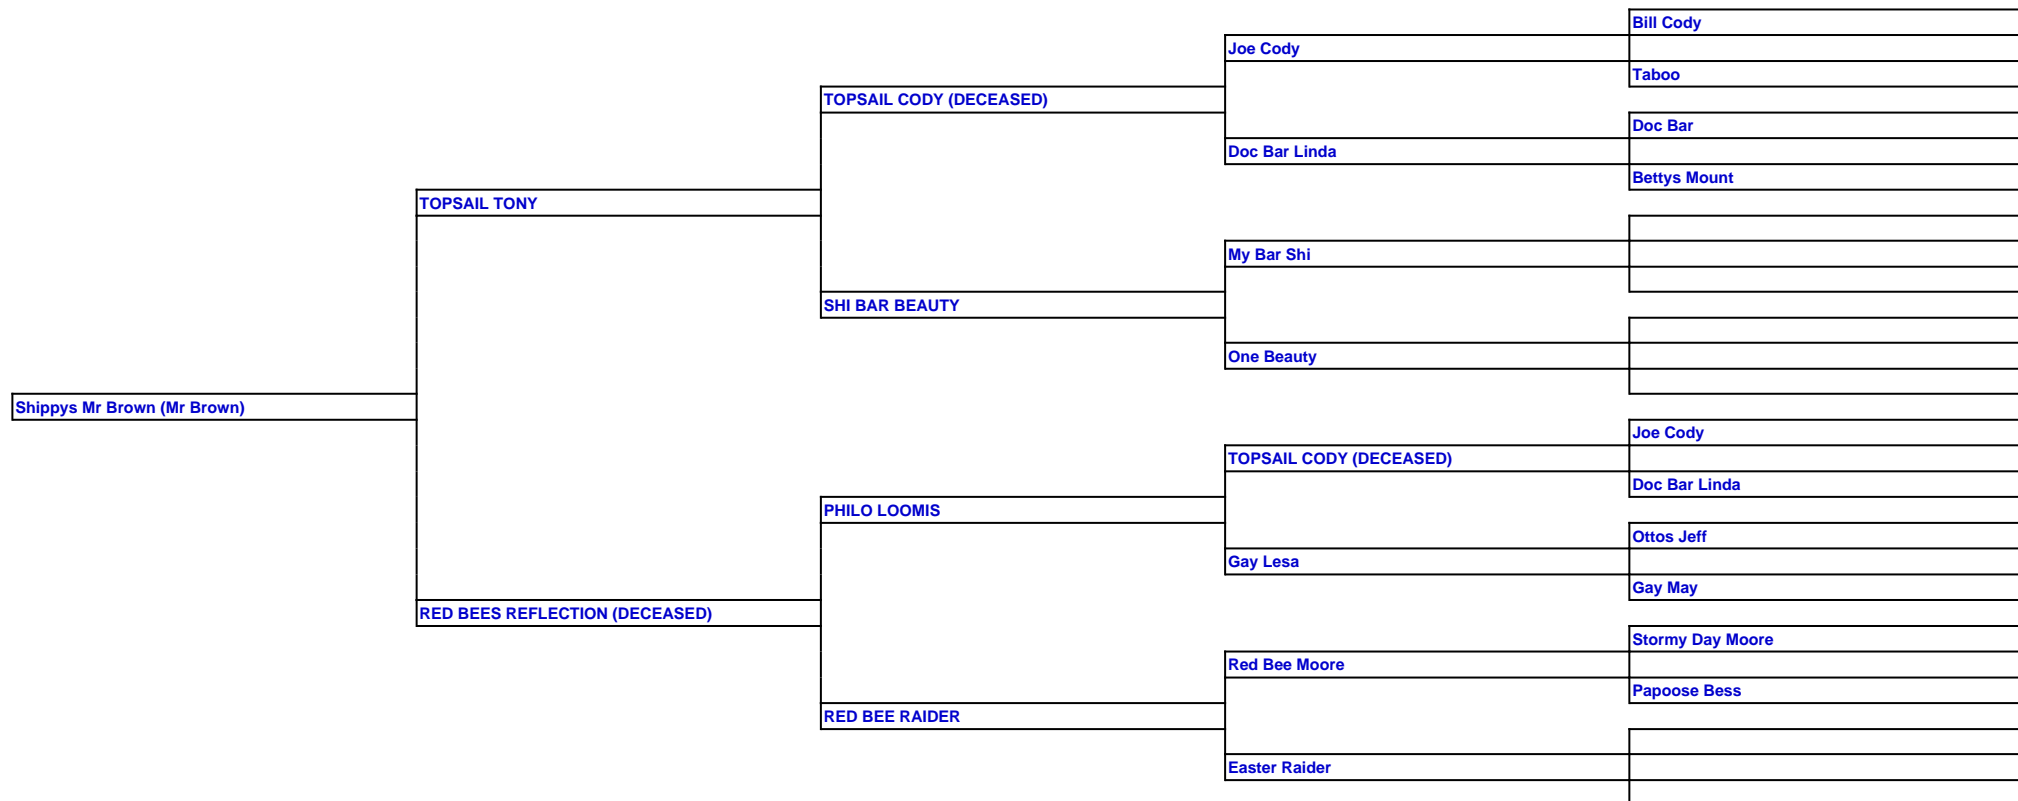 Bill Cody
Joe Cody
Taboo
TOPSAIL CODY (DECEASED)
Doc Bar
Doc Bar Linda
Bettys Mount
TOPSAIL TONY
My Bar Shi
SHI BAR BEAUTY
One Beauty
Shippys Mr Brown (Mr Brown)
Joe Cody
TOPSAIL CODY (DECEASED)
Doc Bar Linda
PHILO LOOMIS
Ottos Jeff
Gay Lesa
Gay May
RED BEES REFLECTION (DECEASED)
Stormy Day Moore
Red Bee Moore
Papoose Bess
RED BEE RAIDER
Easter Raider